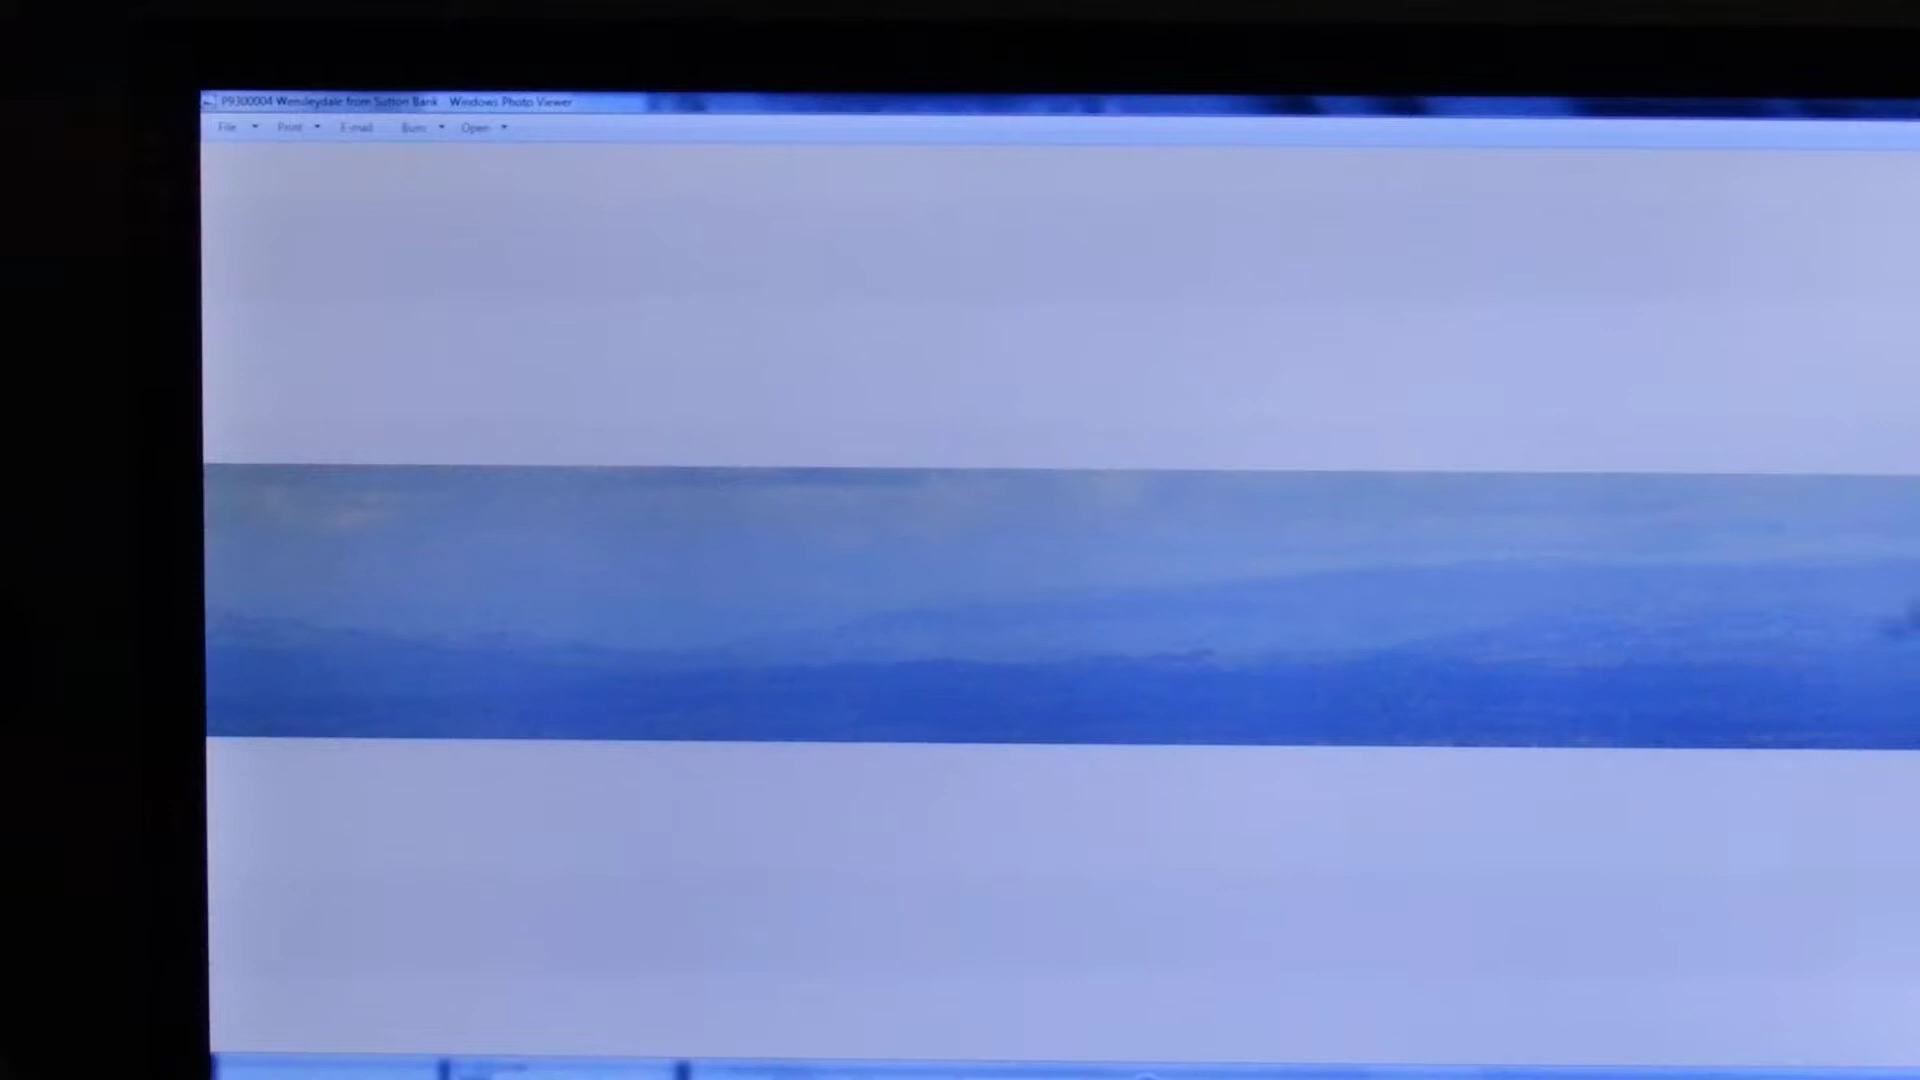 P9300004 Wensleydale from Sutton Bank - Windows Photo Viewer
File Print E-mail Burn Open